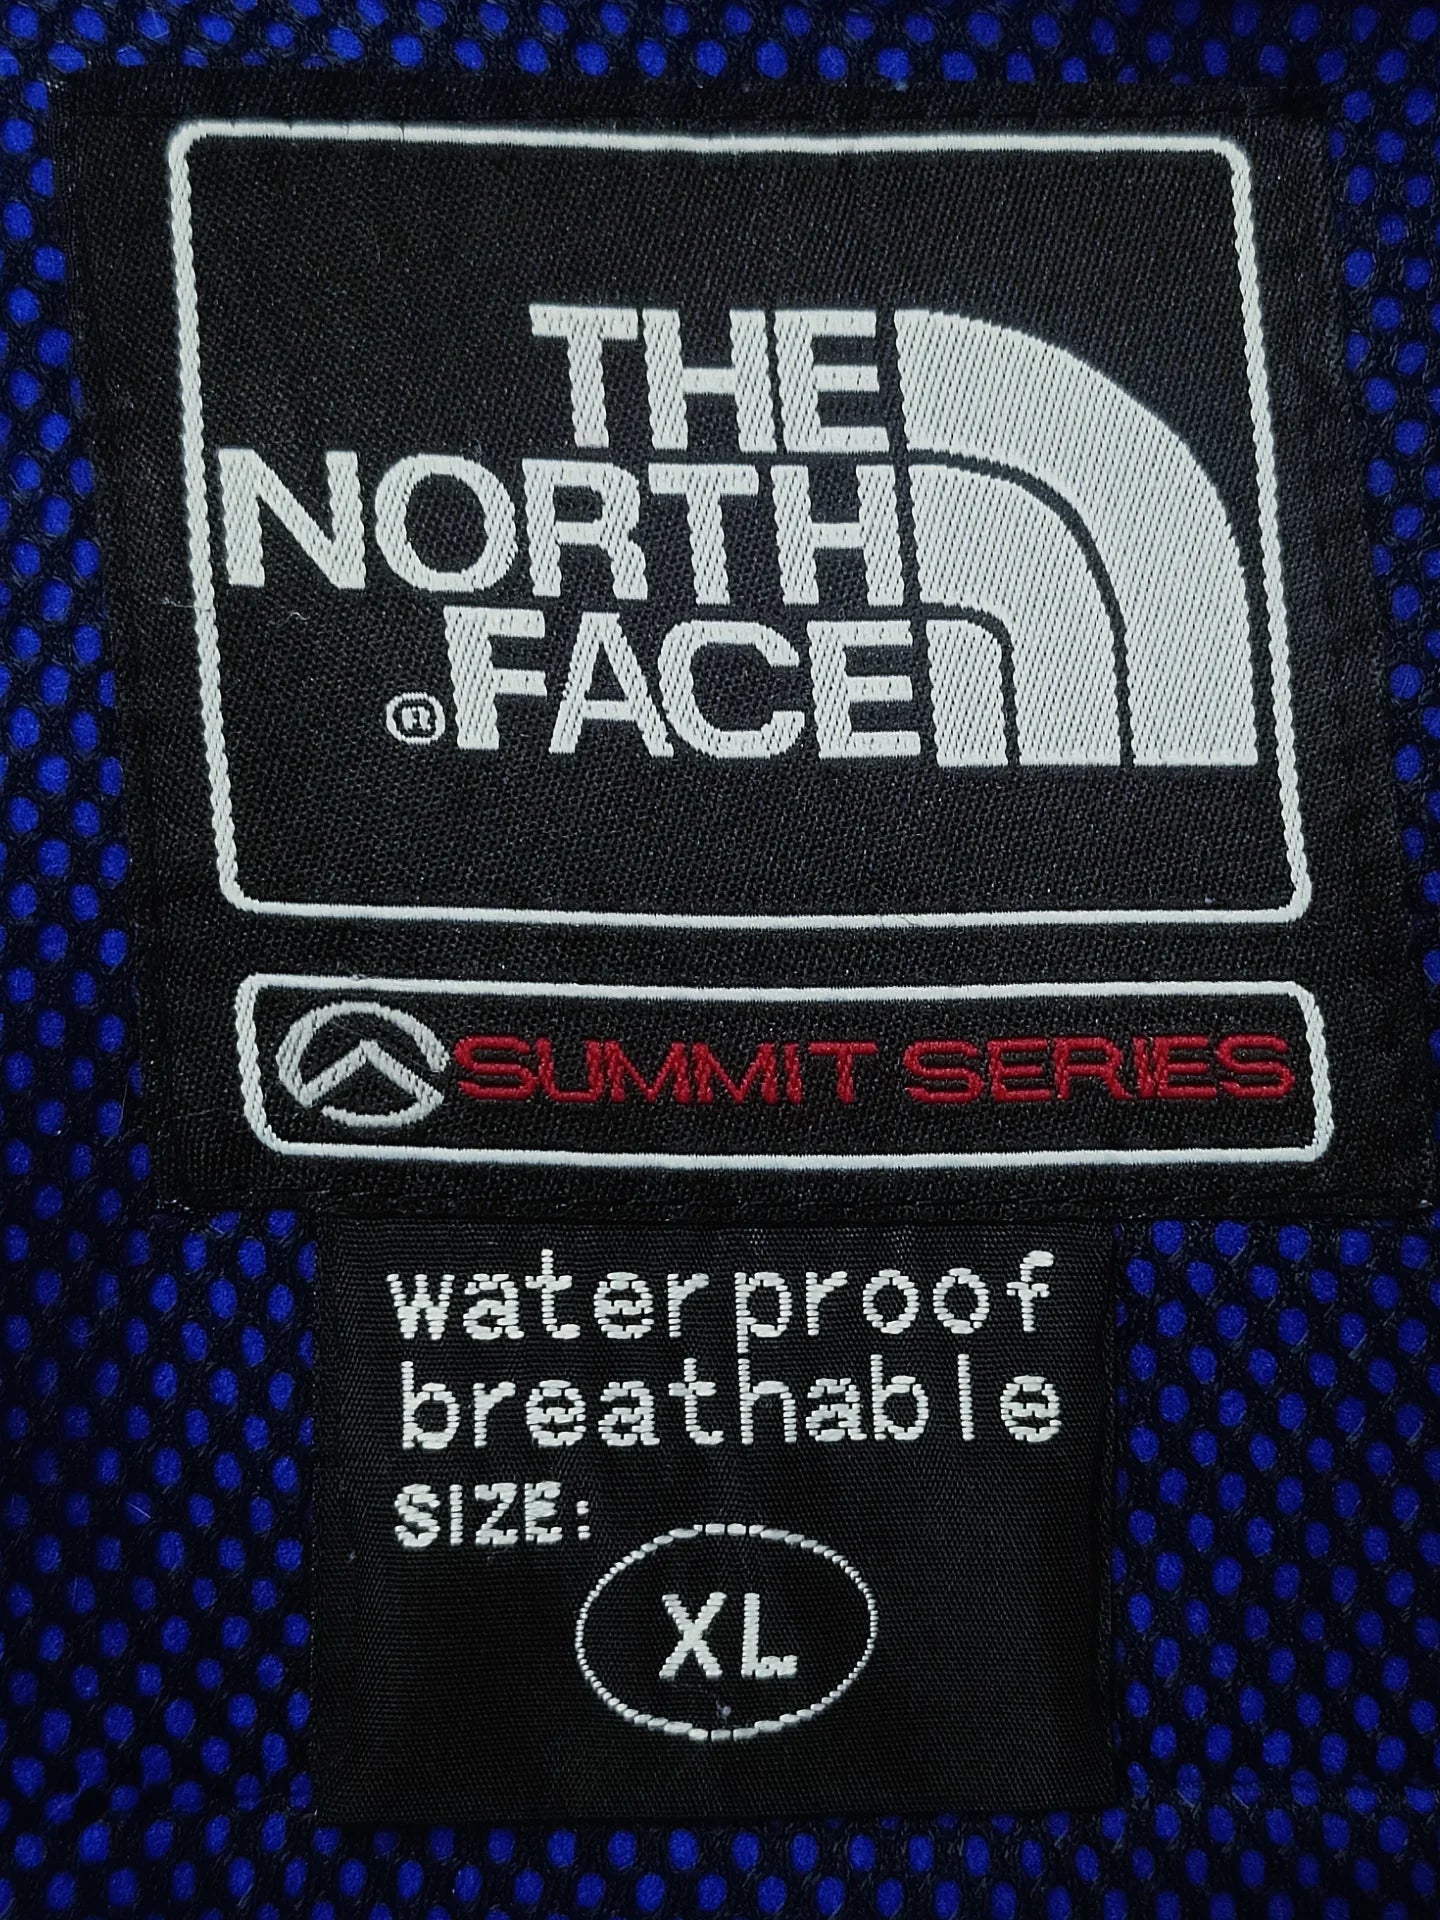 THE
NORTH
® FACE
SUMMIT SERIES
waterproof
breathable
SIZE:
XL